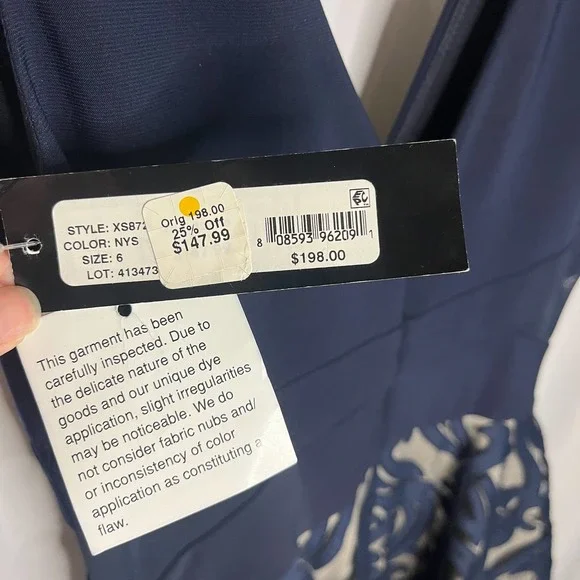 STYLE: XS872
COLOR: NYS
SIZE: 6
LOT: 413473
Orig 198.00
25% Off
$147.99
8 08593 96209 1
$198.00
This garment has been
carefully inspected. Due to
the delicate nature of the
goods and our unique dye
application, slight irregularities
may be noticeable. We do
not consider fabric nubs and/
or inconsistency of color
application as constituting a
flaw.